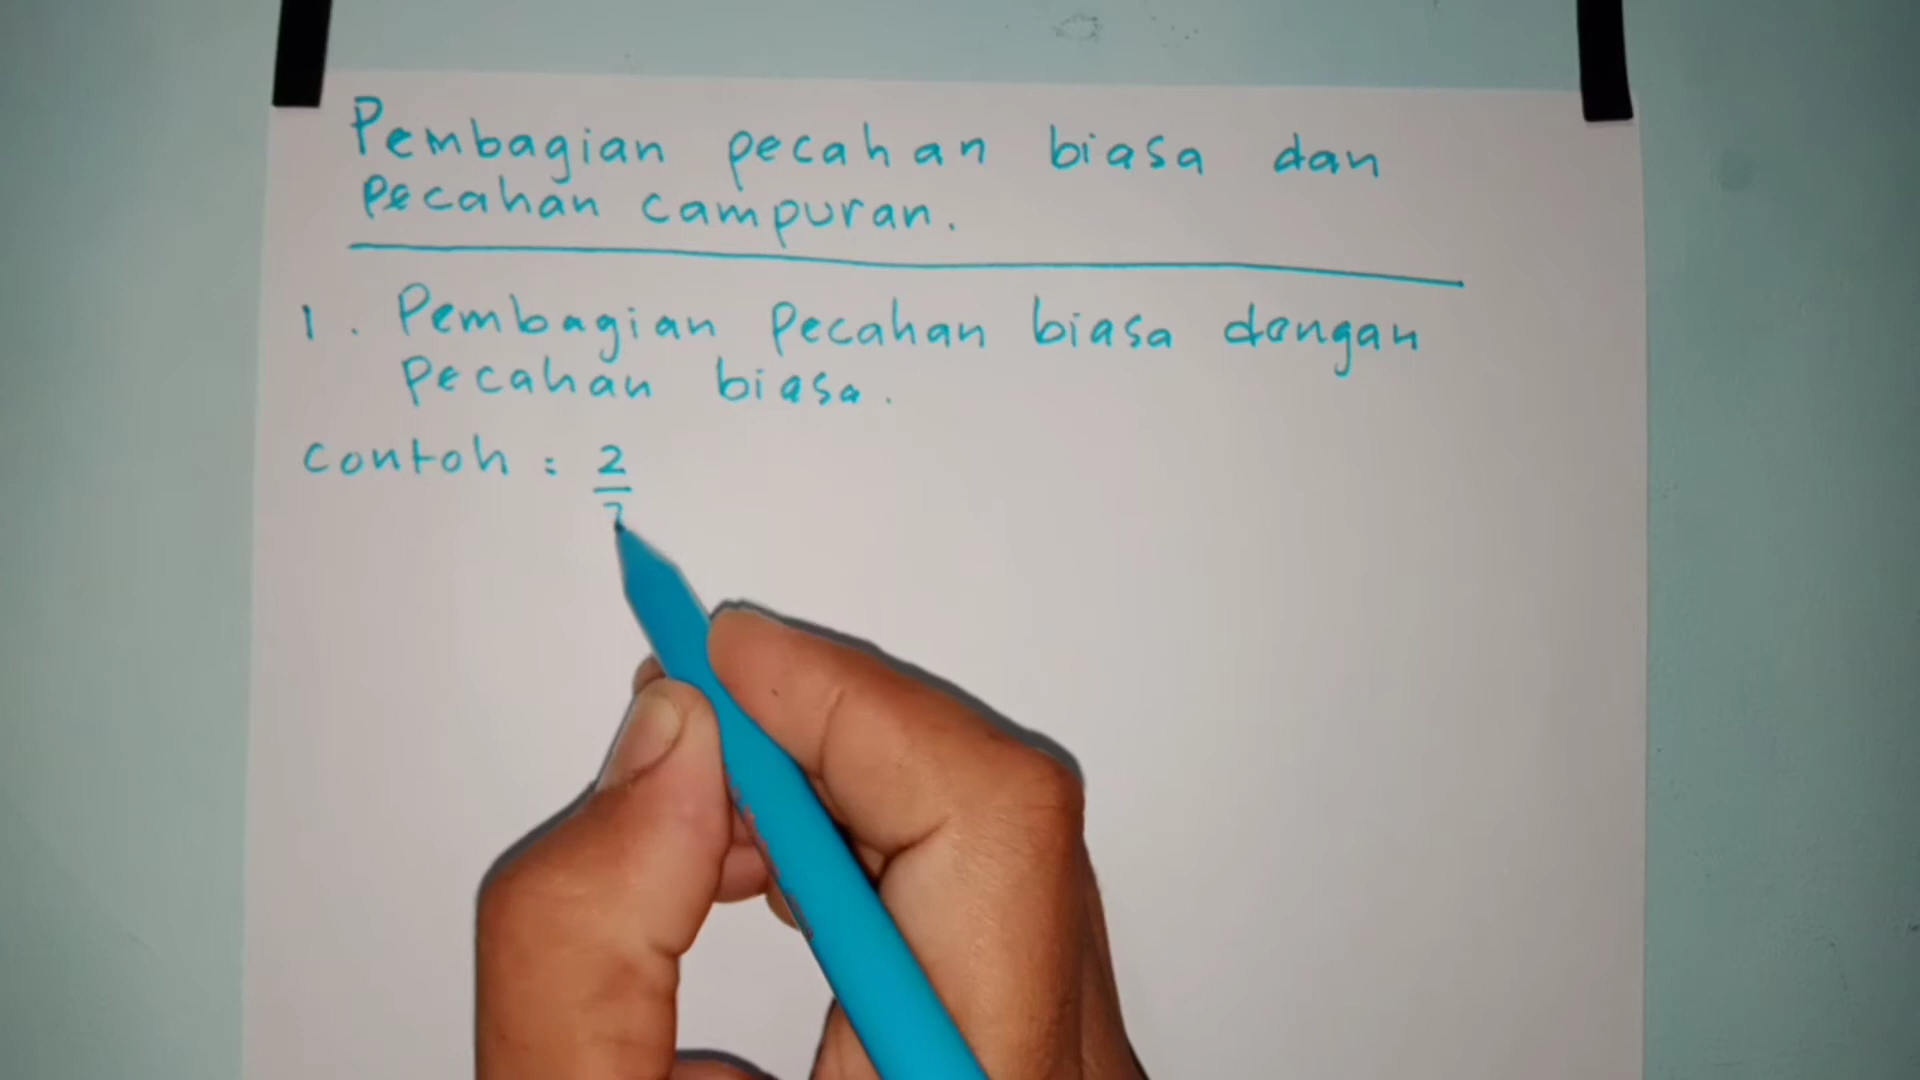 Pembagian pecahan biasa dan
pecahan campuran.
1. Pembagian pecahan biasa dengan
pecahan biasa.
contoh : 2